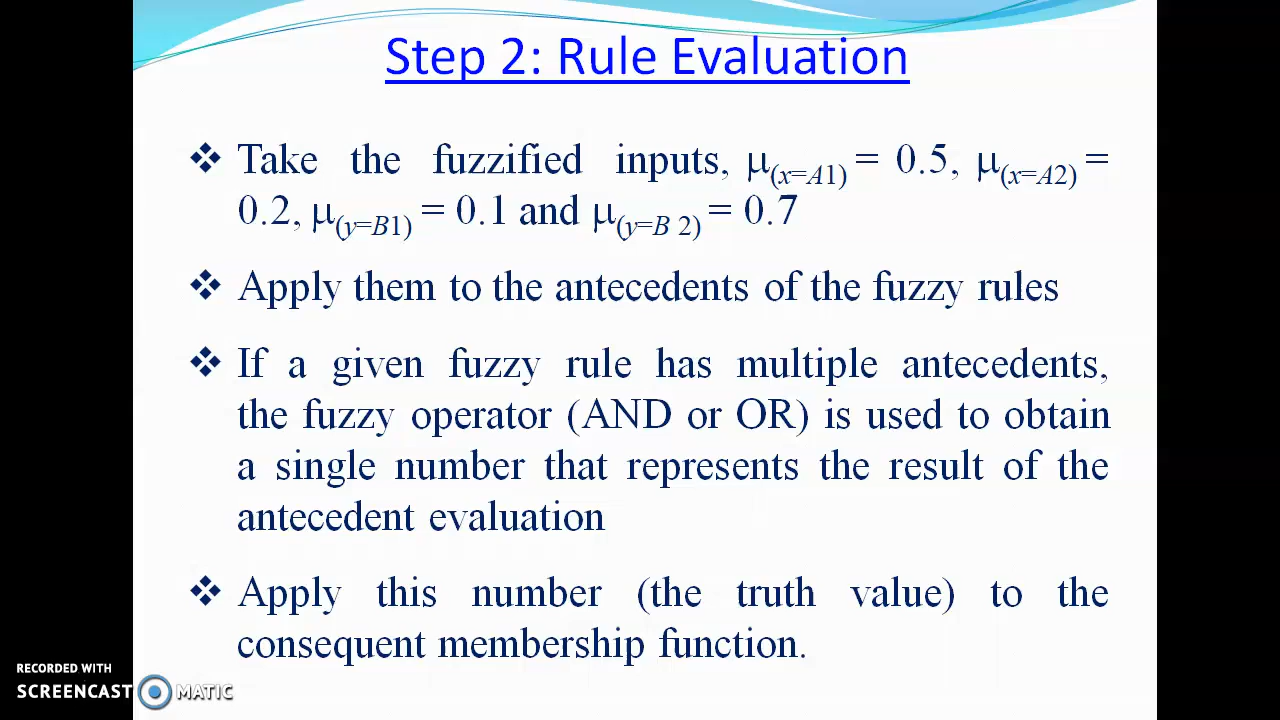 Step 2: Rule Evaluation
❖ Take the fuzzified inputs, μ(x=A1) = 0.5, μ(x=A2) =
0.2, μ(y=B1) = 0.1 and μ(y=B 2) = 0.7
❖ Apply them to the antecedents of the fuzzy rules
❖ If a given fuzzy rule has multiple antecedents,
the fuzzy operator (AND or OR) is used to obtain
a single number that represents the result of the
antecedent evaluation
❖ Apply this number (the truth value) to the
consequent membership function.
RECORDED WITH
SCREENCAST MATIC